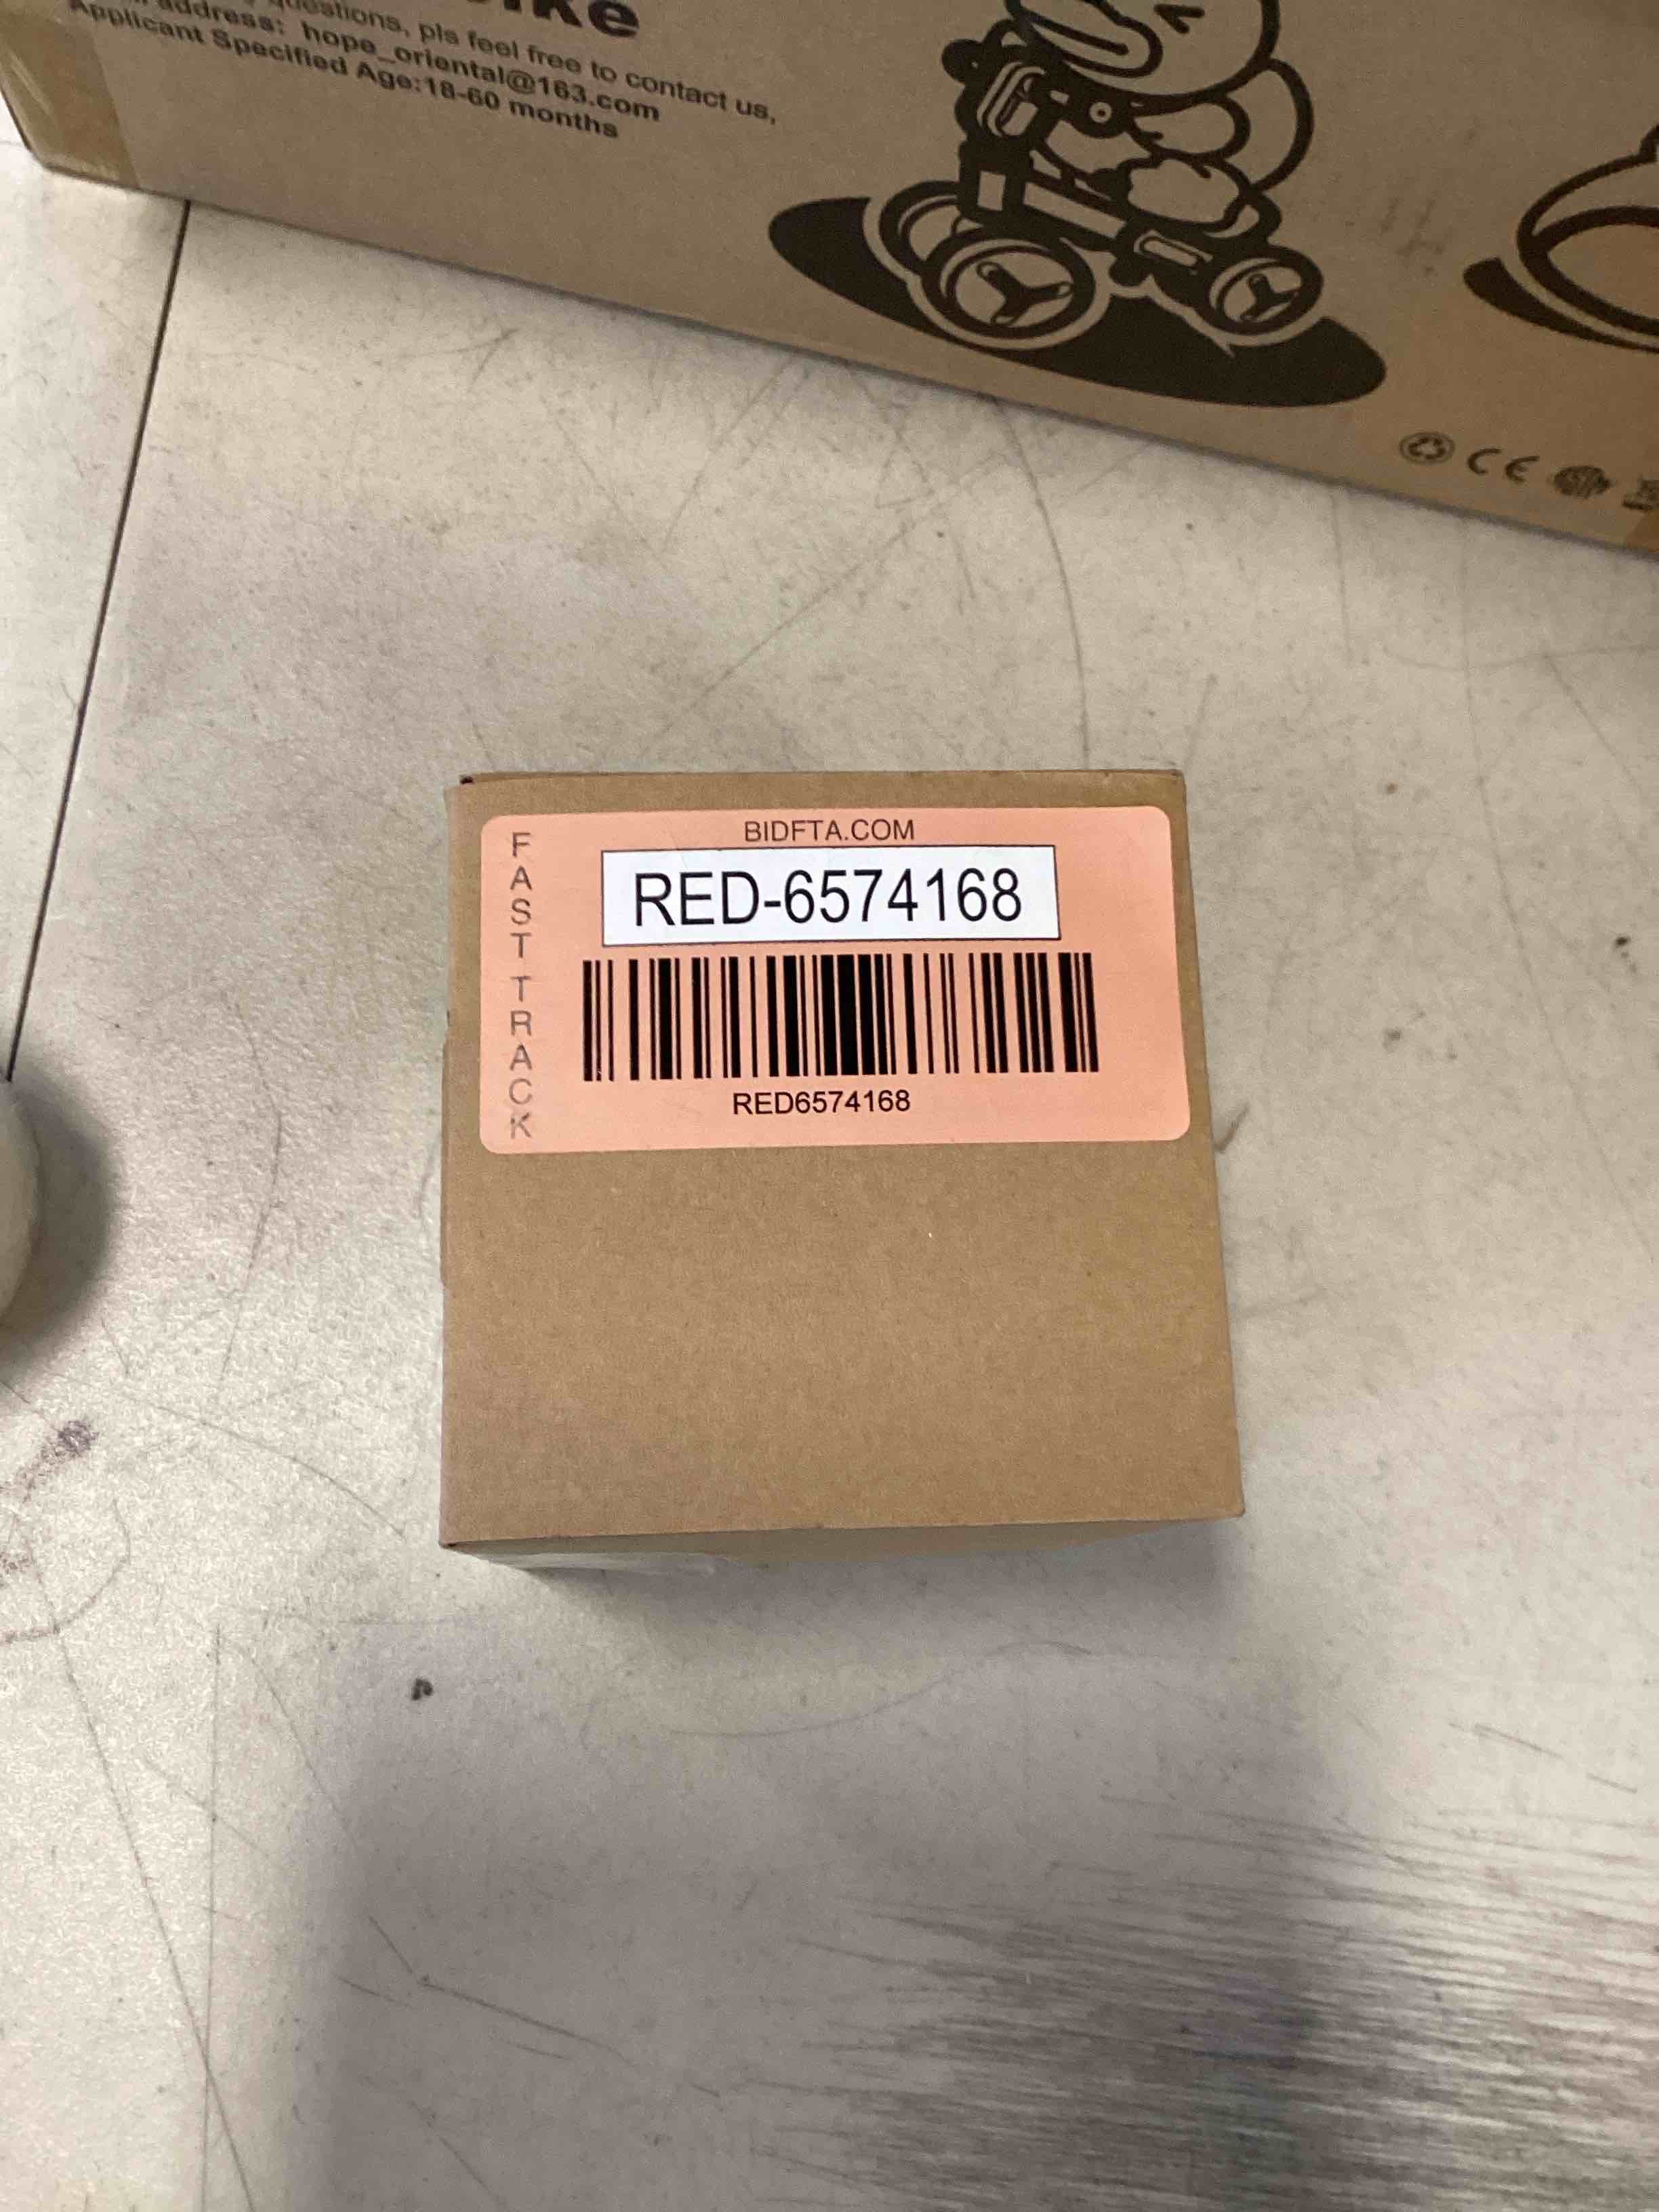 questions, pls feel free to contact us,
address: hope_oriental@163.com
Applicant Specified Age:18-60 months
CE
BIDFTA.COM
FAST TRACK
RED-6574168
RED6574168